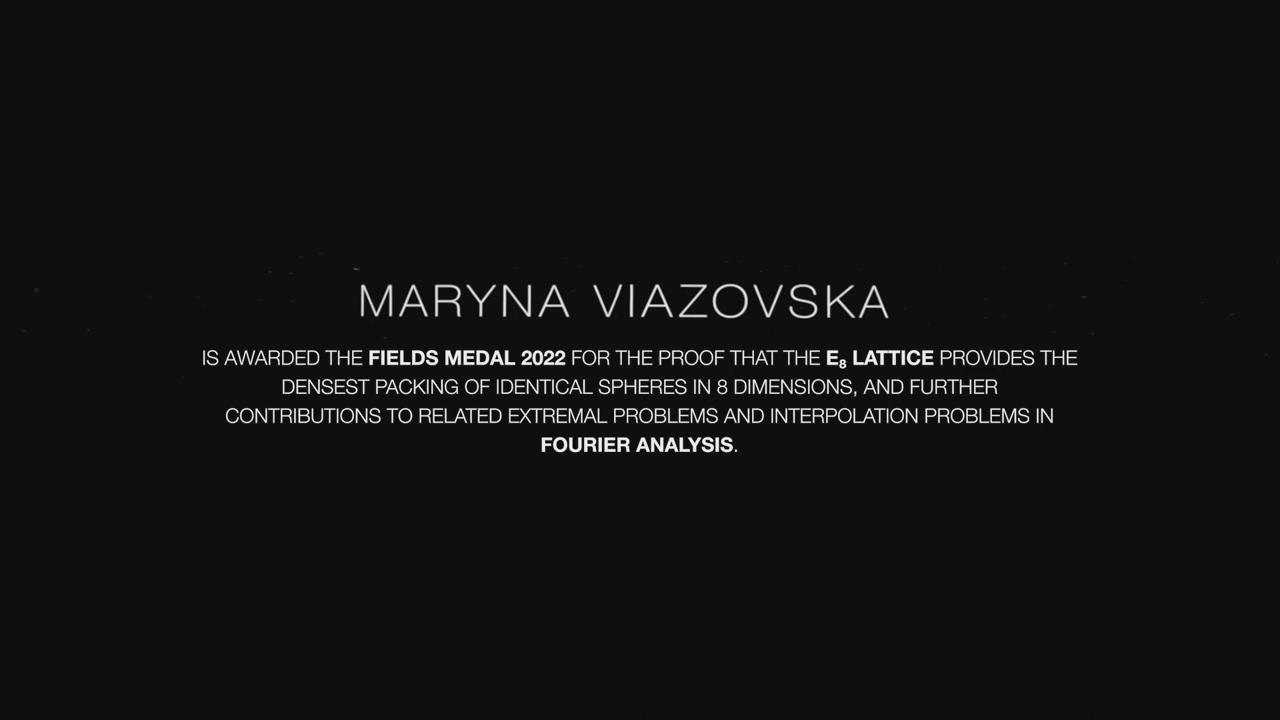 MARYNA VIAZOVSKA
IS AWARDED THE FIELDS MEDAL 2022 FOR THE PROOF THAT THE E₈ LATTICE PROVIDES THE
DENSEST PACKING OF IDENTICAL SPHERES IN 8 DIMENSIONS, AND FURTHER
CONTRIBUTIONS TO RELATED EXTREMAL PROBLEMS AND INTERPOLATION PROBLEMS IN
FOURIER ANALYSIS.